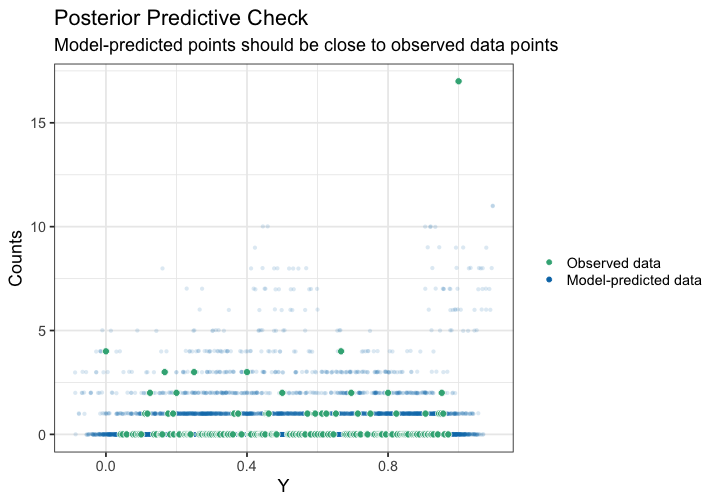 Posterior Predictive Check
Model-predicted points should be close to observed data points
15
10
5
0
Counts
0.0 0.4 0.8
Y
Observed data
Model-predicted data